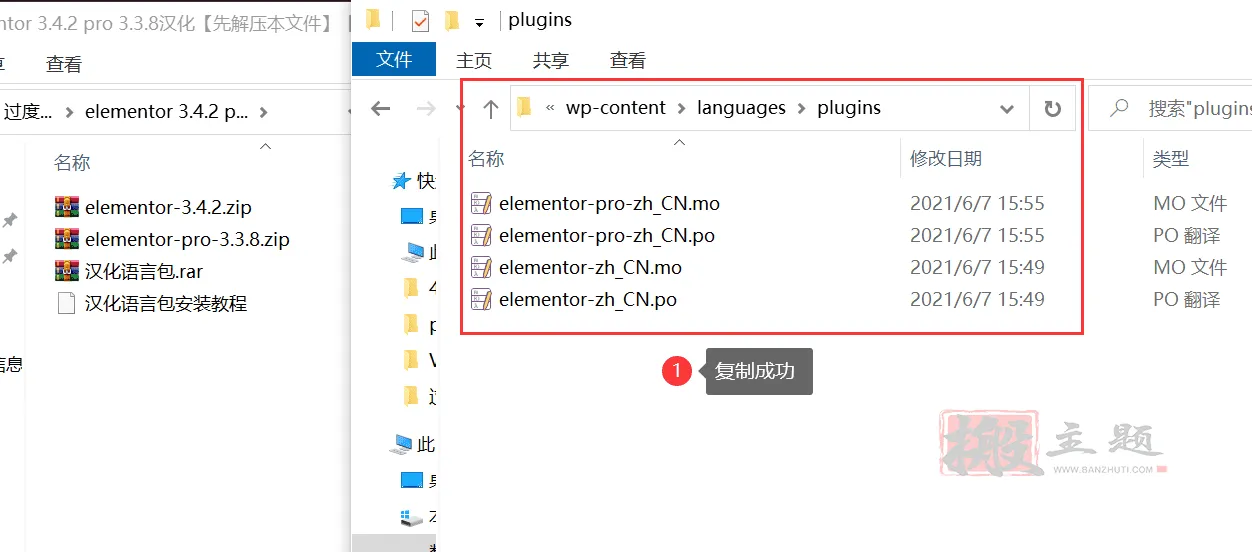 ntor 3.4.2 pro 3.3.8汉化【先解压本文件】
查看
过度... > elementor 3.4.2 p... >
名称
elementor-3.4.2.zip
elementor-pro-3.3.8.zip
汉化语言包.rar
汉化语言包安装教程
信息
plugins
文件 主页 共享 查看
« wp-content > languages > plugins
搜索"plugins
名称 修改日期 类型
elementor-pro-zh_CN.mo 2021/6/7 15:55 MO 文件
elementor-pro-zh_CN.po 2021/6/7 15:55 PO 翻译
elementor-zh_CN.mo 2021/6/7 15:49 MO 文件
elementor-zh_CN.po 2021/6/7 15:49 PO 翻译
快
此
1 复制成功
搬主题
WWW.BANZHUTI.COM